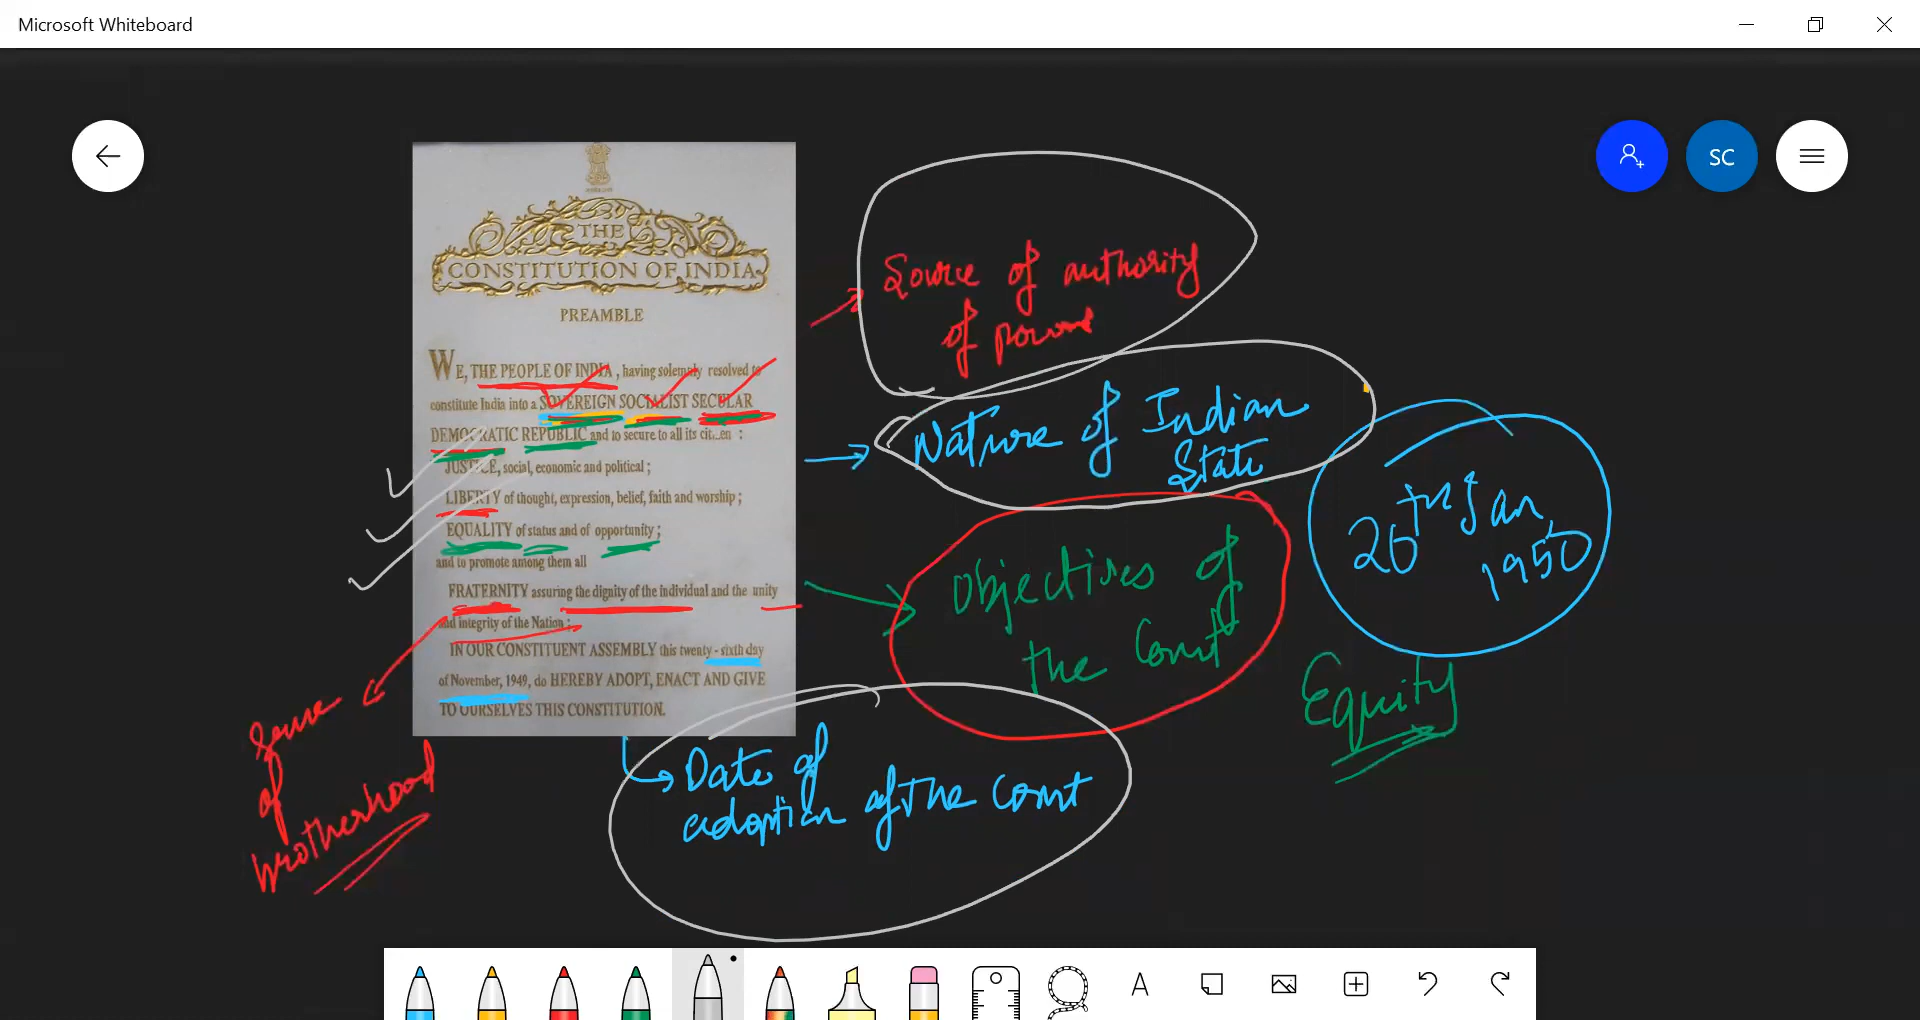 Microsoft Whiteboard
SC
THE
CONSTITUTION OF INDIA
PREAMBLE
WE, THE PEOPLE OF INDIA, having solemnly resolved to
constitute India into a SOVEREIGN SOCIALIST SECULAR
DEMOCRATIC REPUBLIC and to secure to all its cit...en :
JUSTICE, social, economic and political;
LIBERTY of thought, expression, belief, faith and worship;
EQUALITY of status and of opportunity;
and to promote among them all
FRATERNITY assuring the dignity of the individual and the unity
and integrity of the Nation;
IN OUR CONSTITUENT ASSEMBLY this twenty-sixth day
of November, 1949, do HEREBY ADOPT, ENACT AND GIVE
TO OURSELVES THIS CONSTITUTION.
Source of authority
of power
Nature of Indian
State
Objectives of
the Const
26th Jan,
1950
Equity
Date of
adoption of the Const
Sense
of
brotherhood
A